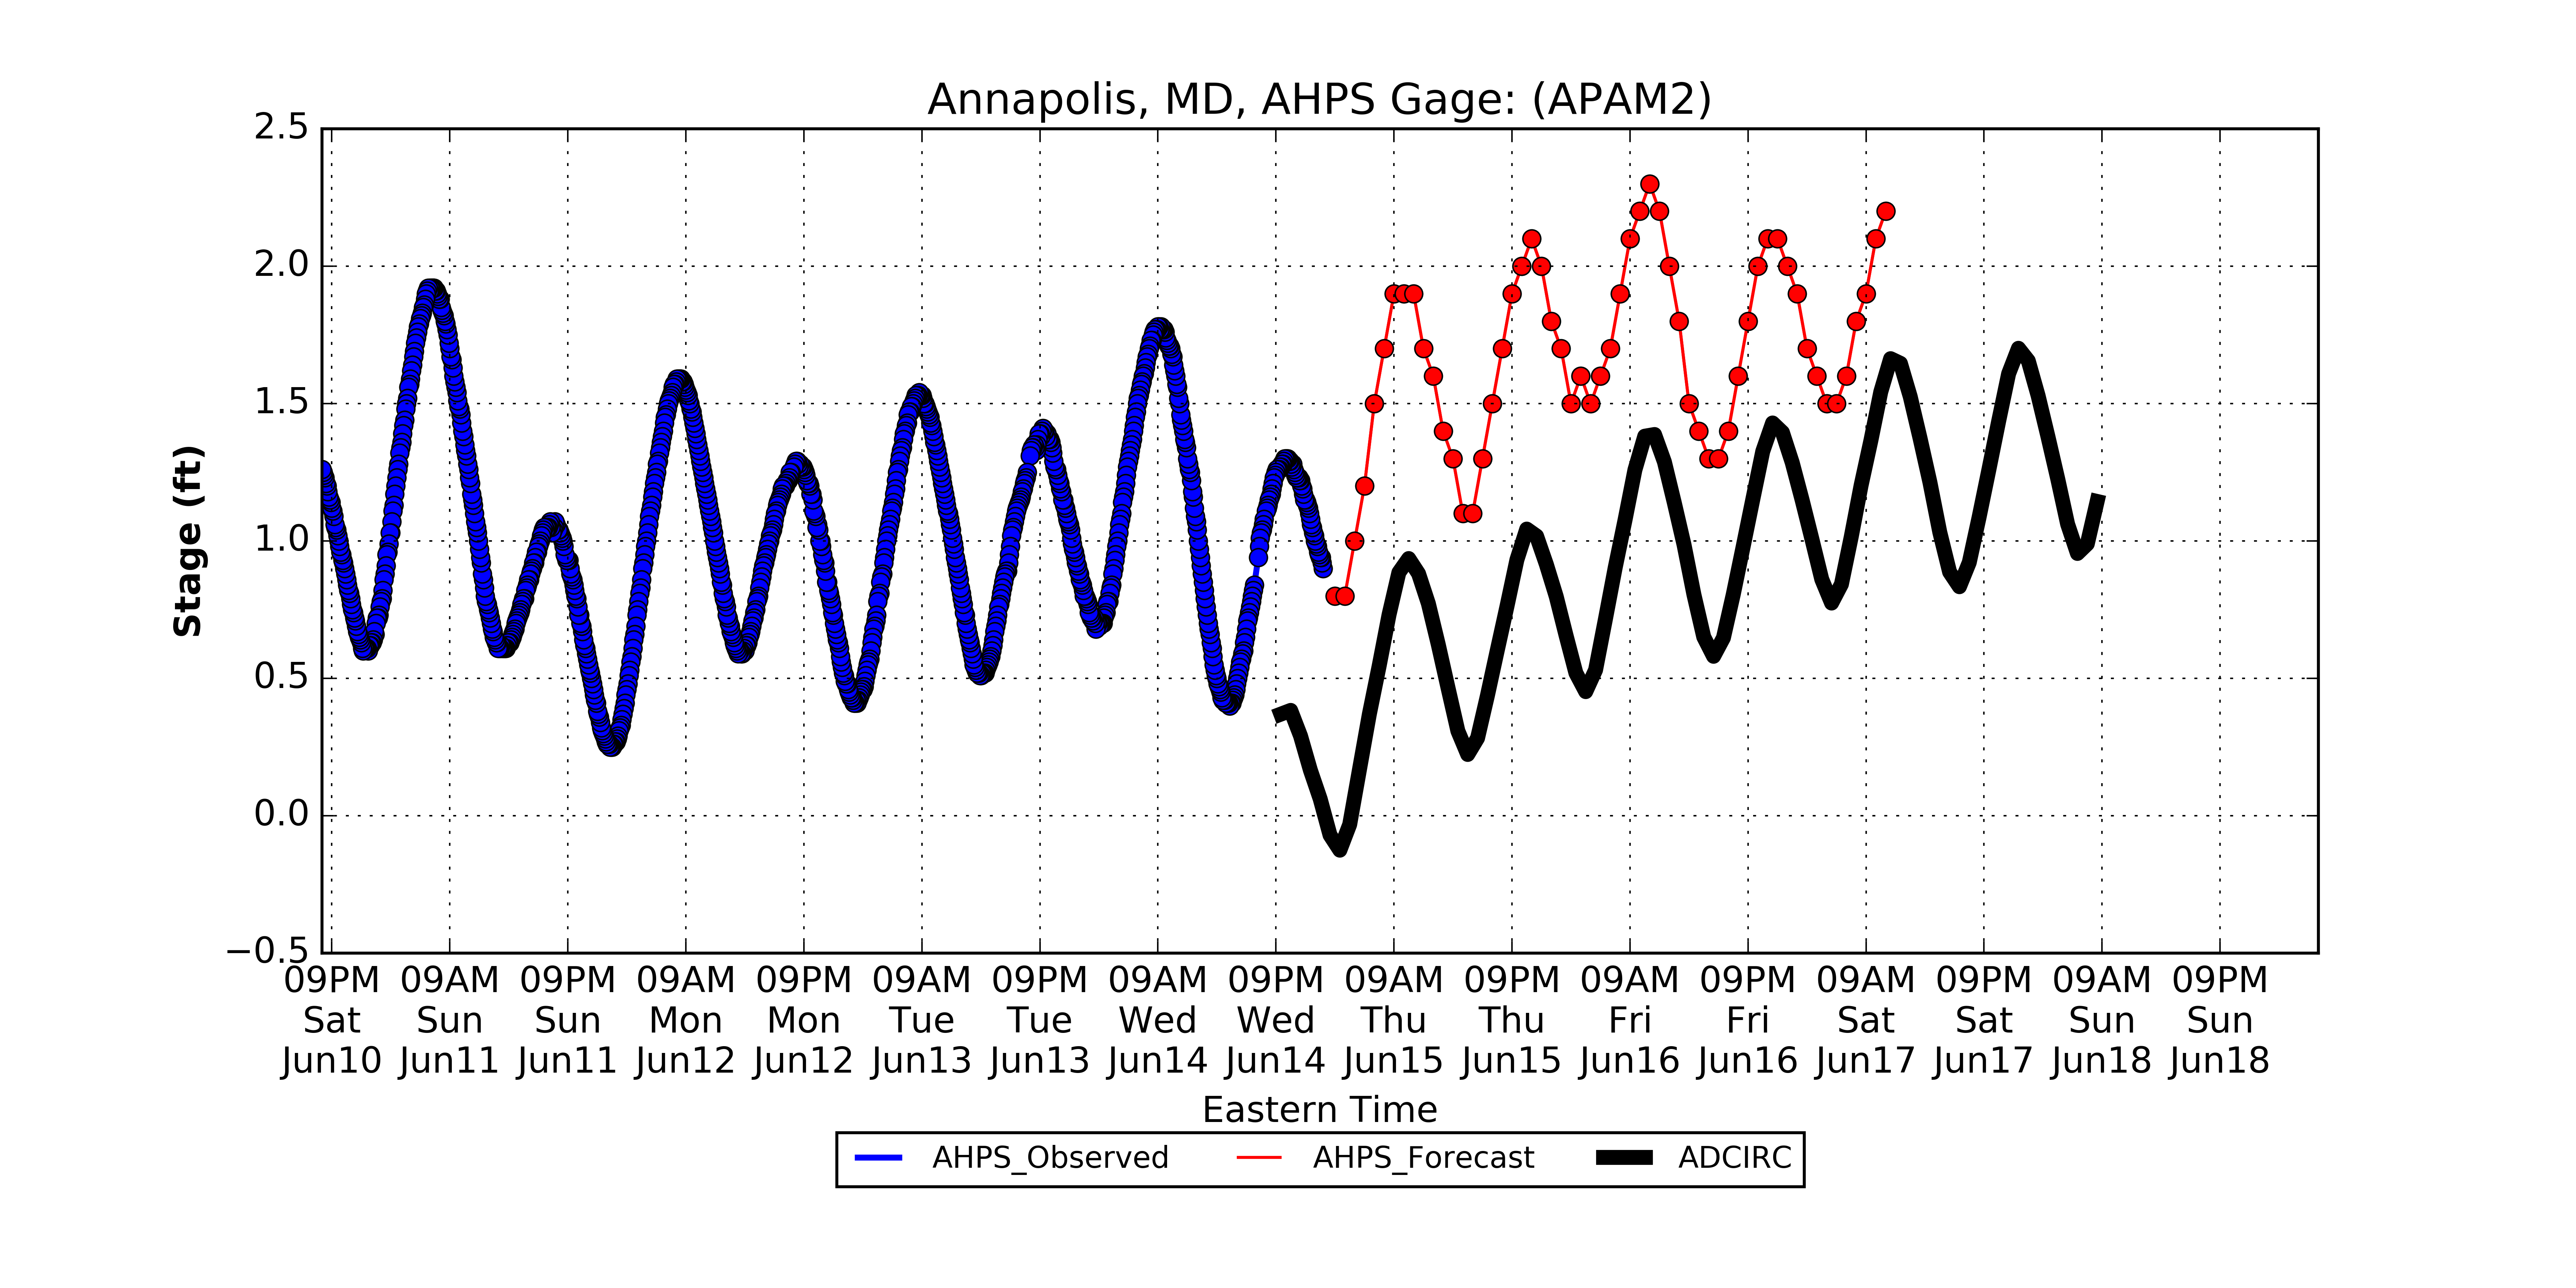 Annapolis, MD, AHPS Gage: (APAM2)
2.5
2.0
1.5
1.0
0.5
0.0
−0.5
Stage (ft)
09PM 09AM 09PM 09AM 09PM 09AM 09PM 09AM 09PM 09AM 09PM 09AM 09PM 09AM 09PM 09AM 09PM
Sat Sun Sun Mon Mon Tue Tue Wed Wed Thu Thu Fri Fri Sat Sat Sun Sun
Jun10 Jun11 Jun11 Jun12 Jun12 Jun13 Jun13 Jun14 Jun14 Jun15 Jun15 Jun16 Jun16 Jun17 Jun17 Jun18 Jun18
Eastern Time
AHPS_Observed AHPS_Forecast ADCIRC